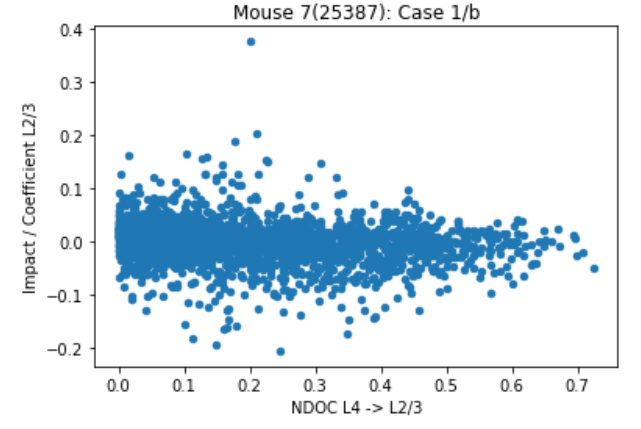 Mouse 7(25387): Case 1/b
0.4
0.3
0.2
0.1
0.0
−0.1
−0.2
Impact / Coefficient L2/3
0.0 0.1 0.2 0.3 0.4 0.5 0.6 0.7
NDOC L4 -> L2/3